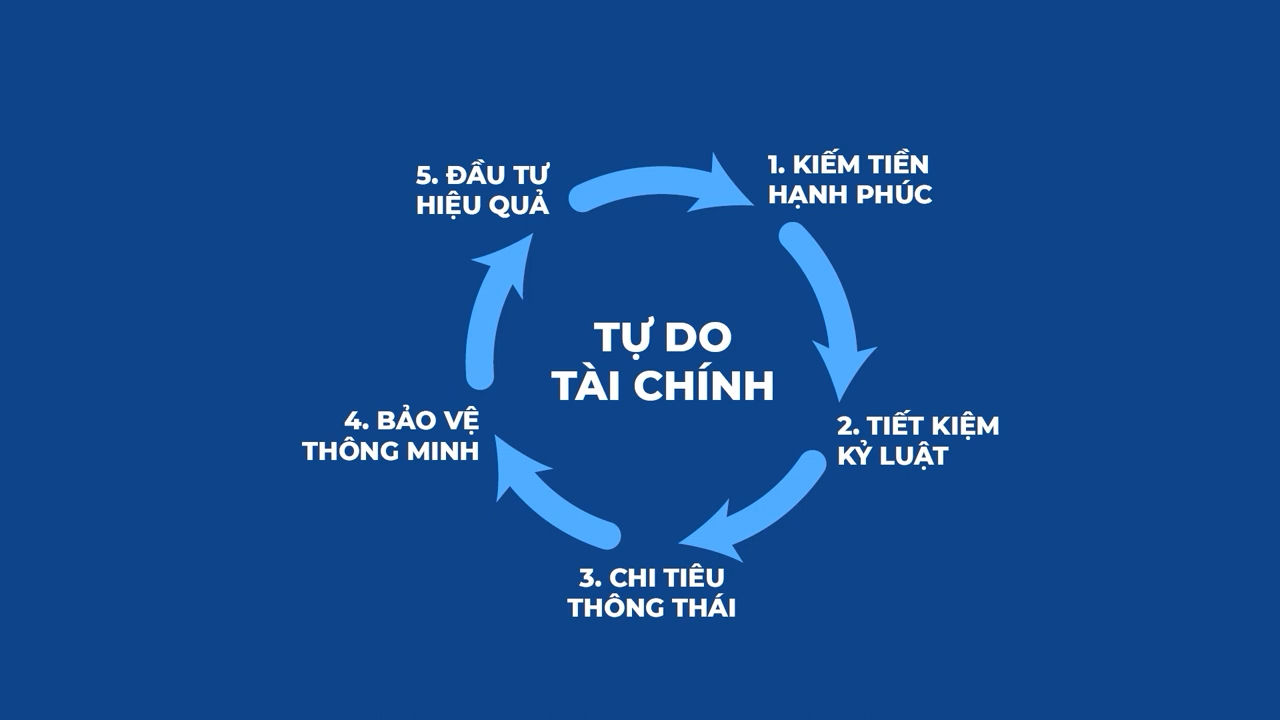 1. KIẾM TIỀN
HẠNH PHÚC
2. TIẾT KIỆM
KỶ LUẬT
3. CHI TIÊU
THÔNG THÁI
4. BẢO VỆ
THÔNG MINH
5. ĐẦU TƯ
HIỆU QUẢ
TỰ DO
TÀI CHÍNH